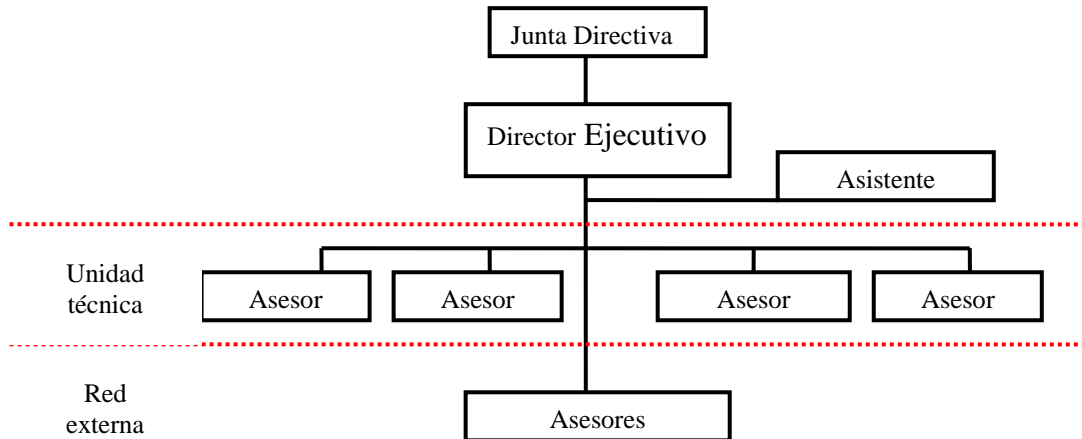 Junta Directiva
Director Ejecutivo
Asistente
Unidad
técnica
Asesor
Asesor
Asesor
Asesor
Red
externa
Asesores